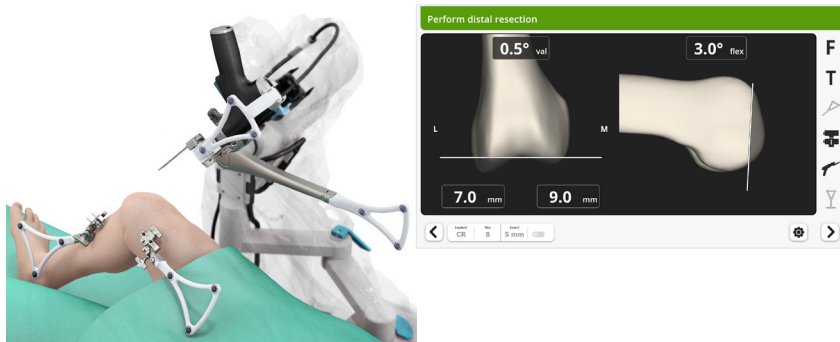 Perform distal resection
0.5° val
3.0° flex
F
T
L
M
7.0 mm
9.0 mm
Implant
CR
Size
8
Insert
5 mm